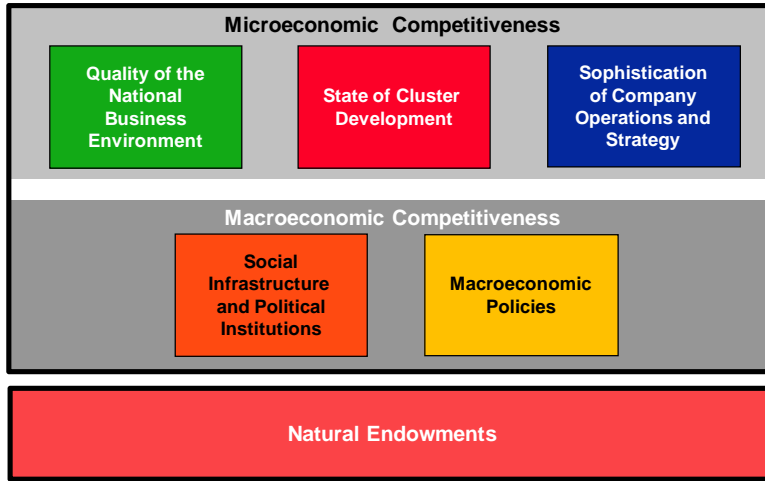 Microeconomic Competitiveness
Quality of the
National
Business
Environment
State of Cluster
Development
Sophistication
of Company
Operations and
Strategy
Macroeconomic Competitiveness
Social
Infrastructure
and Political
Institutions
Macroeconomic
Policies
Natural Endowments